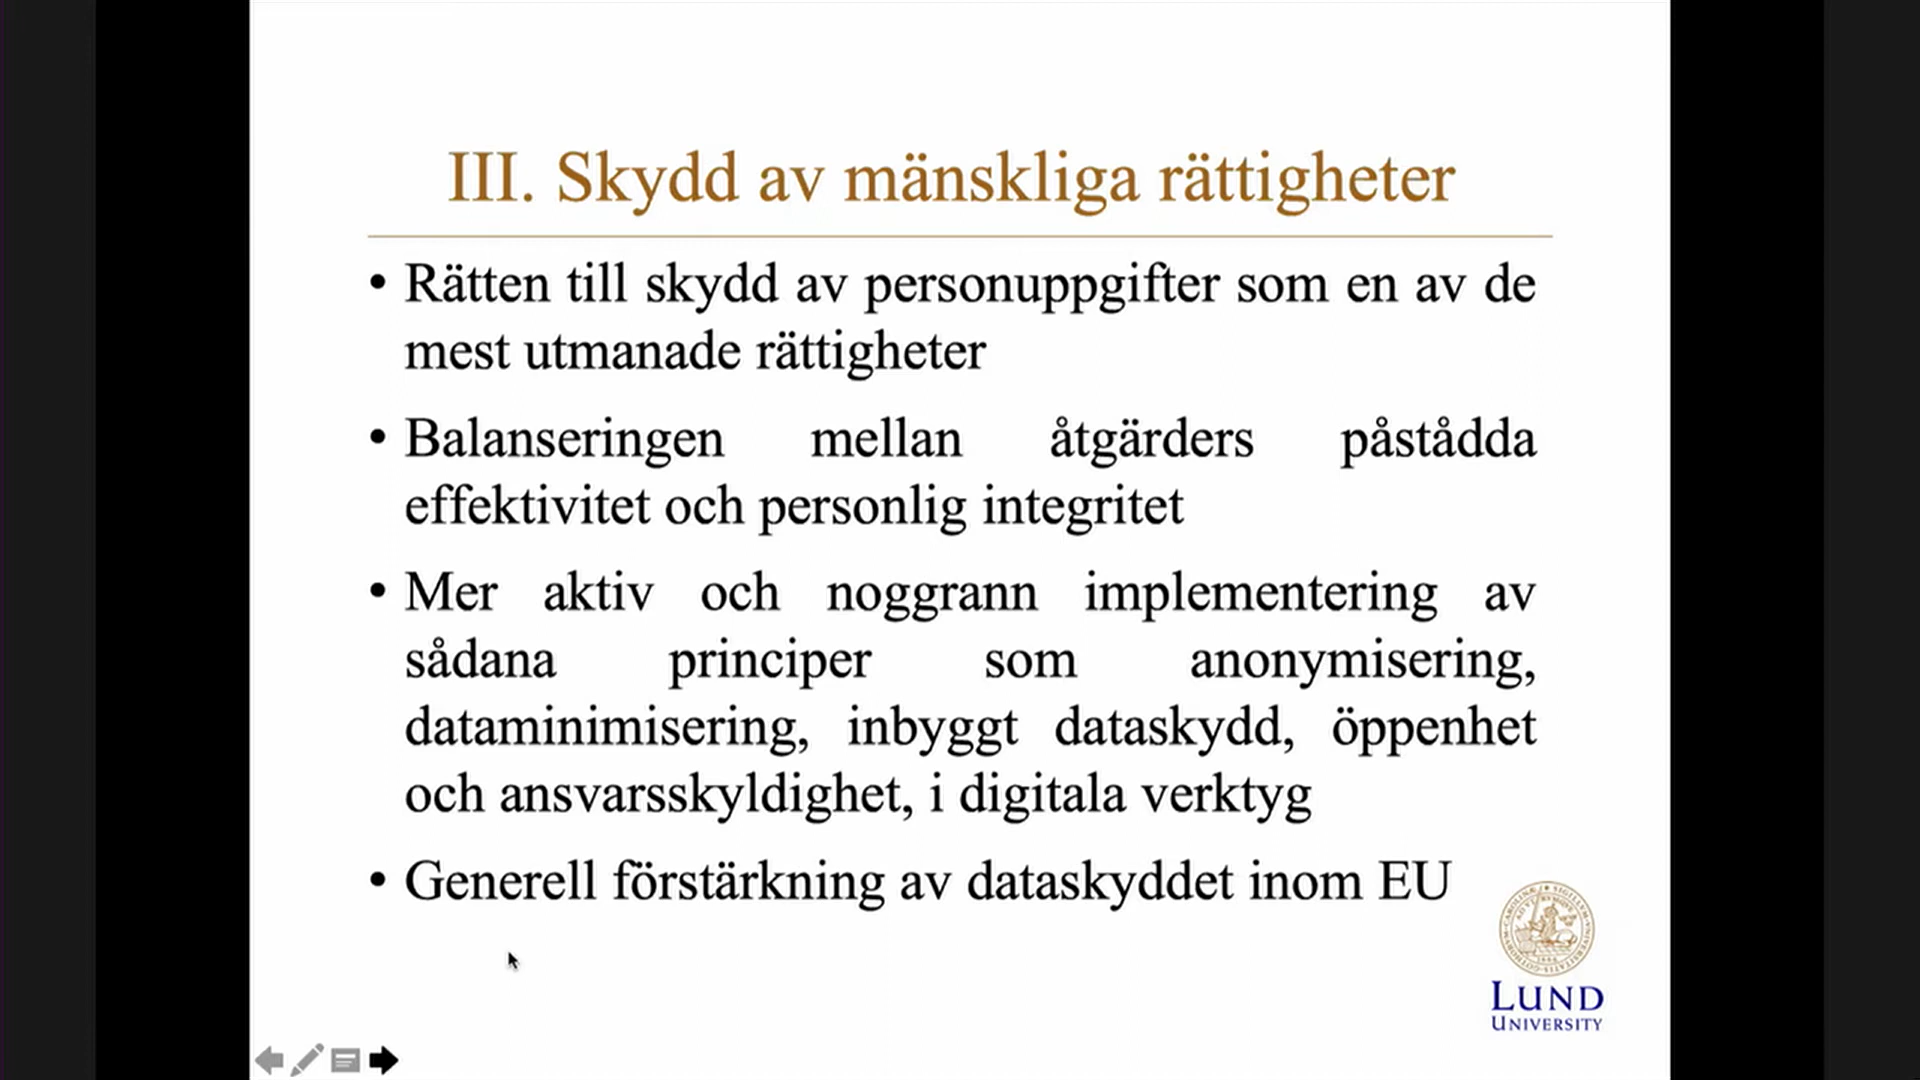 III. Skydd av mänskliga rättigheter
• Rätten till skydd av personuppgifter som en av de
mest utmanade rättigheter
• Balanseringen mellan åtgärders påstådda
effektivitet och personlig integritet
• Mer aktiv och noggrann implementering av
sådana principer som anonymisering,
dataminimisering, inbyggt dataskydd, öppenhet
och ansvarsskyldighet, i digitala verktyg
• Generell förstärkning av dataskyddet inom EU
LUND
UNIVERSITY